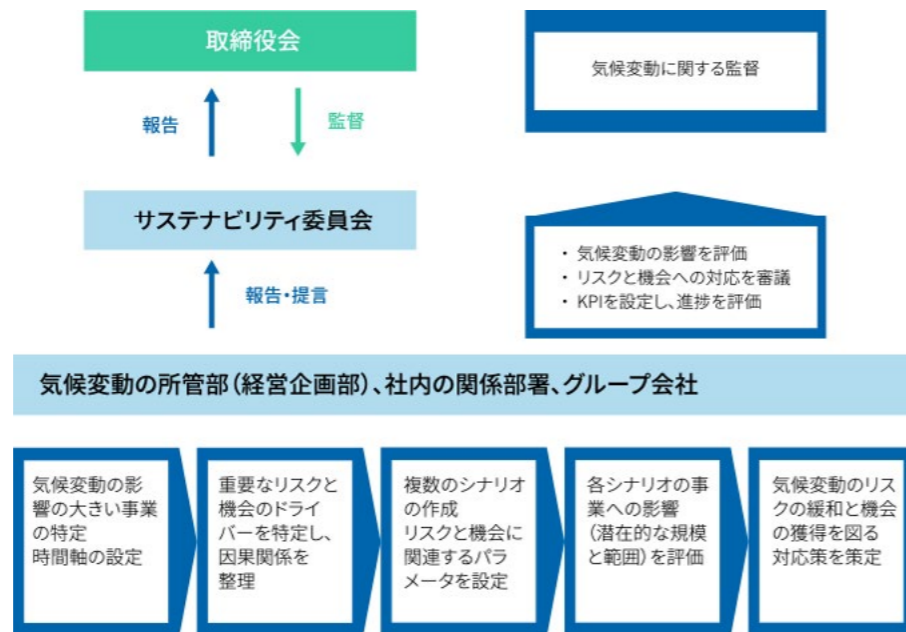 取締役会
気候変動に関する監督
報告
監督
サステナビリティ委員会
・ 気候変動の影響を評価
・ リスクと機会への対応を審議
・ KPIを設定し、進捗を評価
報告・提言
気候変動の所管部（経営企画部）、社内の関係部署、グループ会社
気候変動の影
響の大きい事業
の特定
時間軸の設定
重要なリスクと
機会のドライ
バーを特定し、
因果関係を
整理
複数のシナリオ
の作成
リスクと機会に
関連するパラ
メータを設定
各シナリオの事
業への影響
（潜在的な規模
と範囲）を評価
気候変動のリス
クの緩和と機会
の獲得を図る
対応策を策定